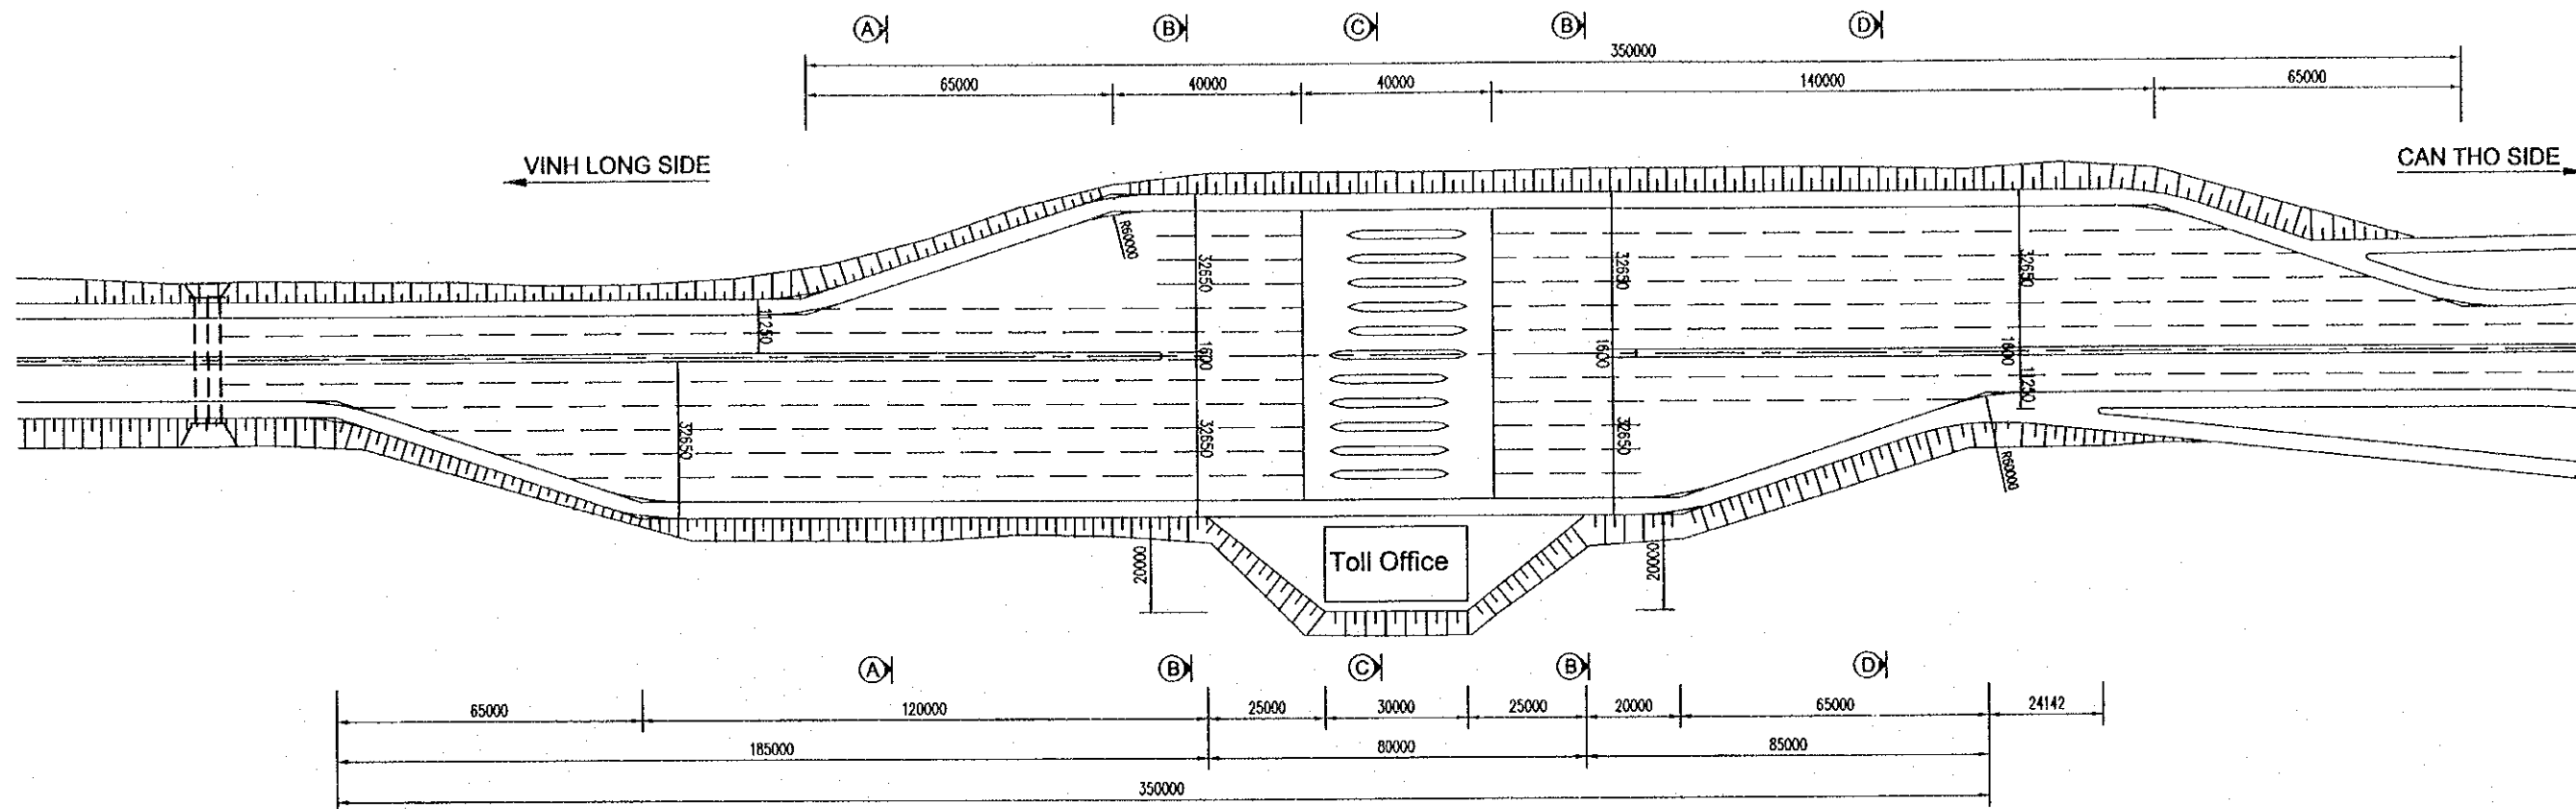 A B C B D
350000
65000 40000 40000 140000 65000
VINH LONG SIDE
CAN THO SIDE
R60000
32650 32650 32650
11250
1600 1600 1600
11250
32650 32650 32650
R60000
20000 Toll Office 20000
A B C B D
65000 120000 25000 30000 25000 20000 65000 24142
185000 80000 85000
350000